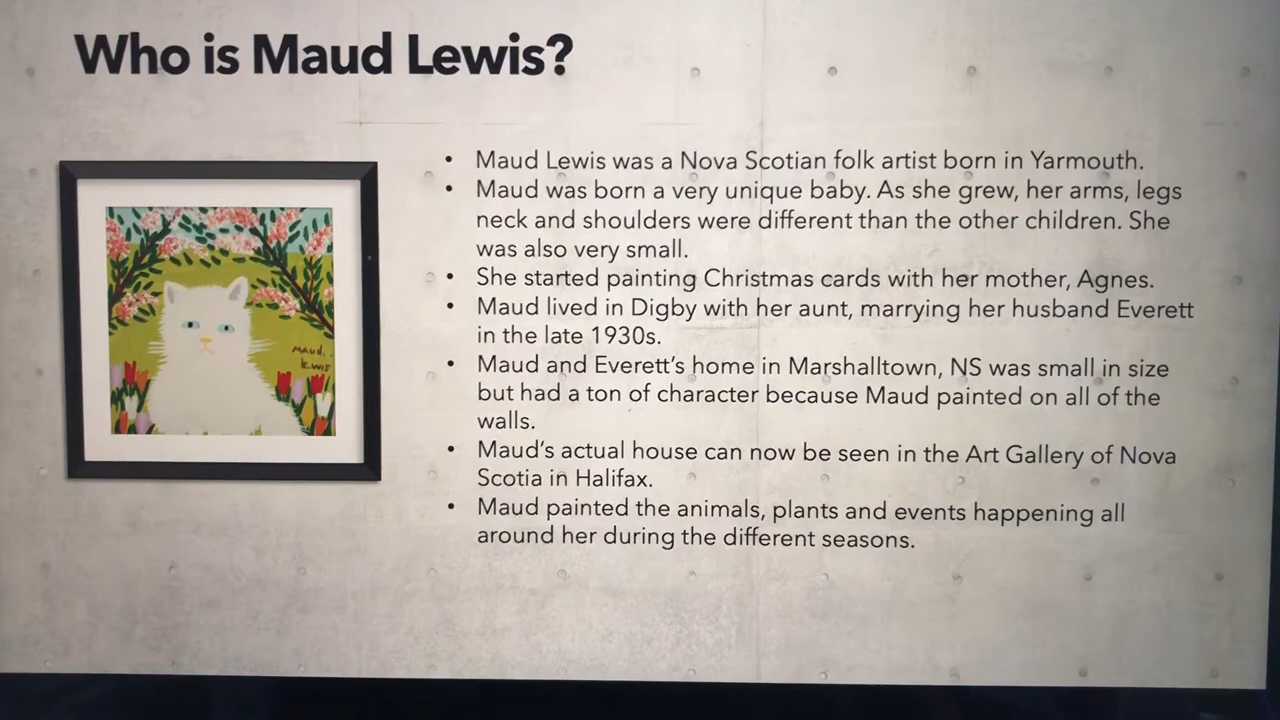 Who is Maud Lewis?
• Maud Lewis was a Nova Scotian folk artist born in Yarmouth.
• Maud was born a very unique baby. As she grew, her arms, legs
neck and shoulders were different than the other children. She
was also very small.
• She started painting Christmas cards with her mother, Agnes.
• Maud lived in Digby with her aunt, marrying her husband Everett
in the late 1930s.
• Maud and Everett's home in Marshalltown, NS was small in size
but had a ton of character because Maud painted on all of the
walls.
• Maud's actual house can now be seen in the Art Gallery of Nova
Scotia in Halifax.
• Maud painted the animals, plants and events happening all
around her during the different seasons.
Maud.
Lewis